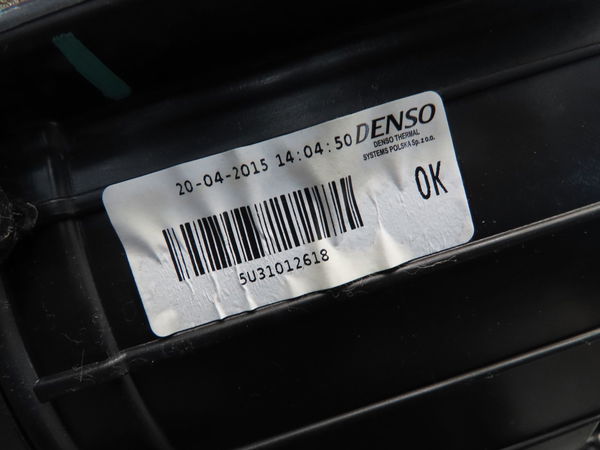 20-04-2015 14:04:50
DENSO
DENSO THERMAL
SYSTEMS POLSKA Sp. z o.o.
OK
5U31012618